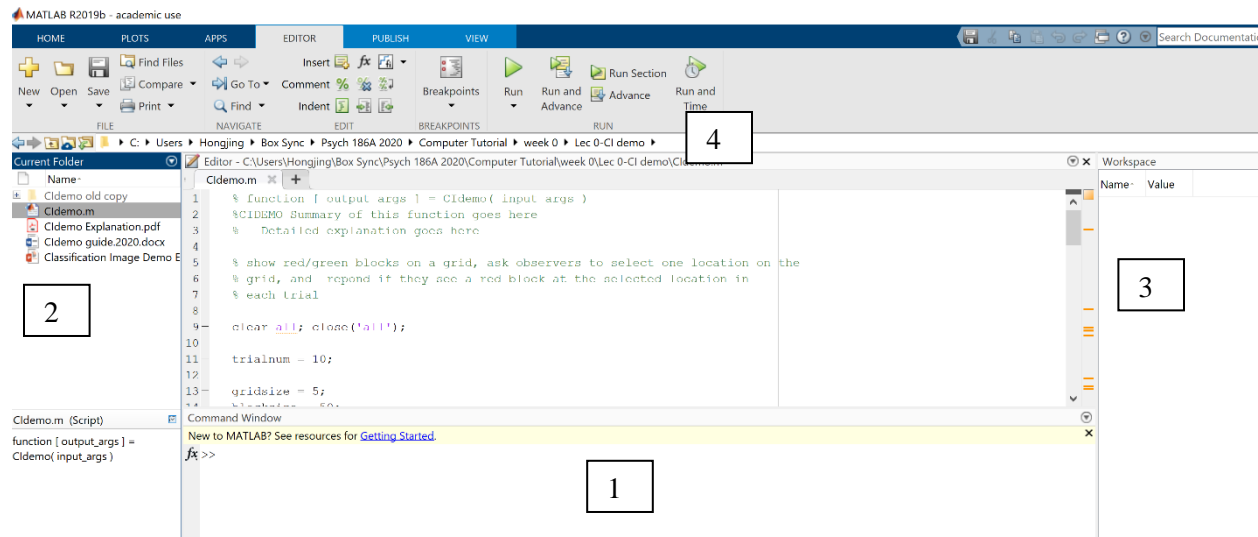 MATLAB R2019b - academic use
HOME PLOTS APPS EDITOR PUBLISH VIEW Search Documentati
Find Files Insert fx
New Open Save Compare Go To Comment % Breakpoints Run Run and Advance Run Section Advance Run and Time
Print Find Indent
FILE NAVIGATE EDIT BREAKPOINTS RUN
4
C: Users Hongjing Box Sync Psych 186A 2020 Computer Tutorial week 0 Lec 0-CI demo
Current Folder
Name
CIdemo old copy
CIdemo.m
CIdemo Explanation.pdf
CIdemo guide.2020.docx
Classification Image Demo E
2
CIdemo.m (Script)
function [ output_args ] =
CIdemo( input_args )
Editor - C:\Users\Hongjing\Box Sync\Psych 186A 2020\Computer Tutorial\week 0\Lec 0-CI demo\CIdemo.m
CIdemo.m +
1 % function [ output args ] = CIdemo( input args )
2 %CIDEMO Summary of this function goes here
3 % Detailed explanation goes here
4
5 % show red/green blocks on a grid, ask observers to select one location on the
6 % grid, and repond if they see a red block at the selected location in
7 % each trial
8
9 clear all; close('all');
10
11 trialnum = 10;
12
13 gridsize = 5;
14
Command Window
New to MATLAB? See resources for Getting Started.
fx >>
1
Workspace
Name Value
3